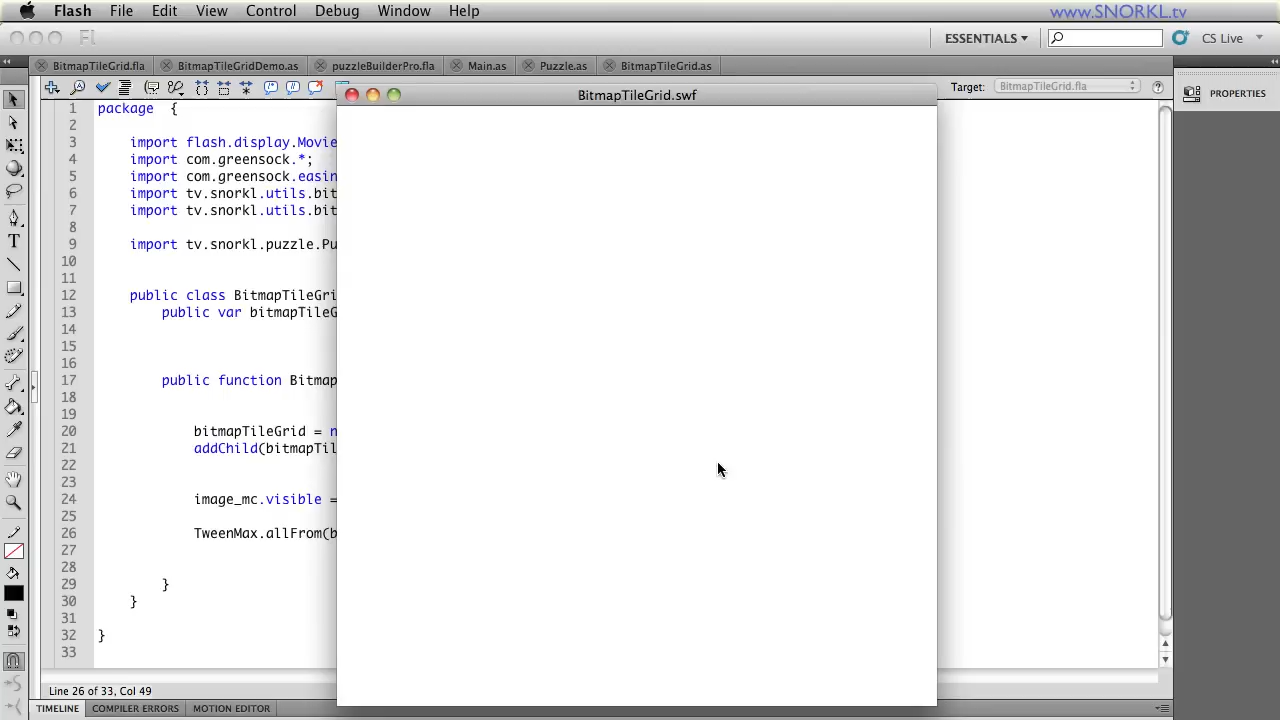 Flash File Edit View Control Debug Window Help
www.SNORKL.tv
Fl
ESSENTIALS
CS Live
BitmapTileGrid.fla BitmapTileGridDemo.as puzzleBuilderPro.fla Main.as Puzzle.as BitmapTileGrid.as
Target: BitmapTileGrid.fla
PROPERTIES
BitmapTileGrid.swf
1 package {
2
3 import flash.display.Movie
4 import com.greensock.*;
5 import com.greensock.easin
6 import tv.snorkl.utils.bit
7 import tv.snorkl.utils.bit
8
9 import tv.snorkl.puzzle.Pu
10
11
12 public class BitmapTileGri
13 public var bitmapTileG
14
15
16
17 public function Bitmap
18
19
20 bitmapTileGrid = n
21 addChild(bitmapTil
22
23
24 image_mc.visible =
25
26 TweenMax.allFrom(b
27
28
29 }
30 }
31
32 }
33
Line 26 of 33, Col 49
TIMELINE COMPILER ERRORS MOTION EDITOR